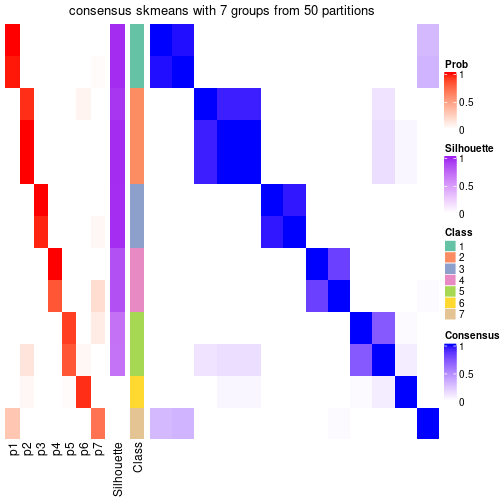 consensus skmeans with 7 groups from 50 partitions
Prob
1
0.5
0
Silhouette
1
0.5
0
Class
1
2
3
4
5
6
7
Consensus
1
0.5
0
p1
p2
p3
p4
p5
p6
p7
Silhouette
Class